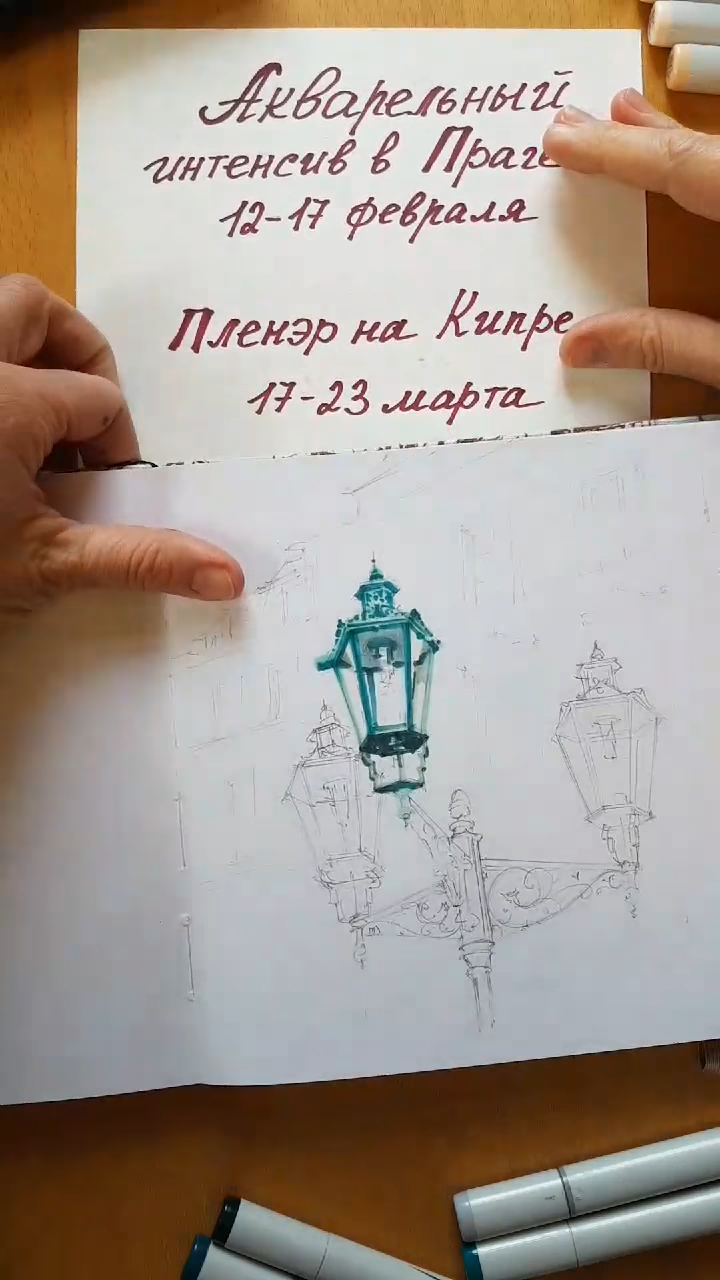 Акварельный
интенсив в Праге
12-17 февраля
Пленэр на Кипре
17-23 марта